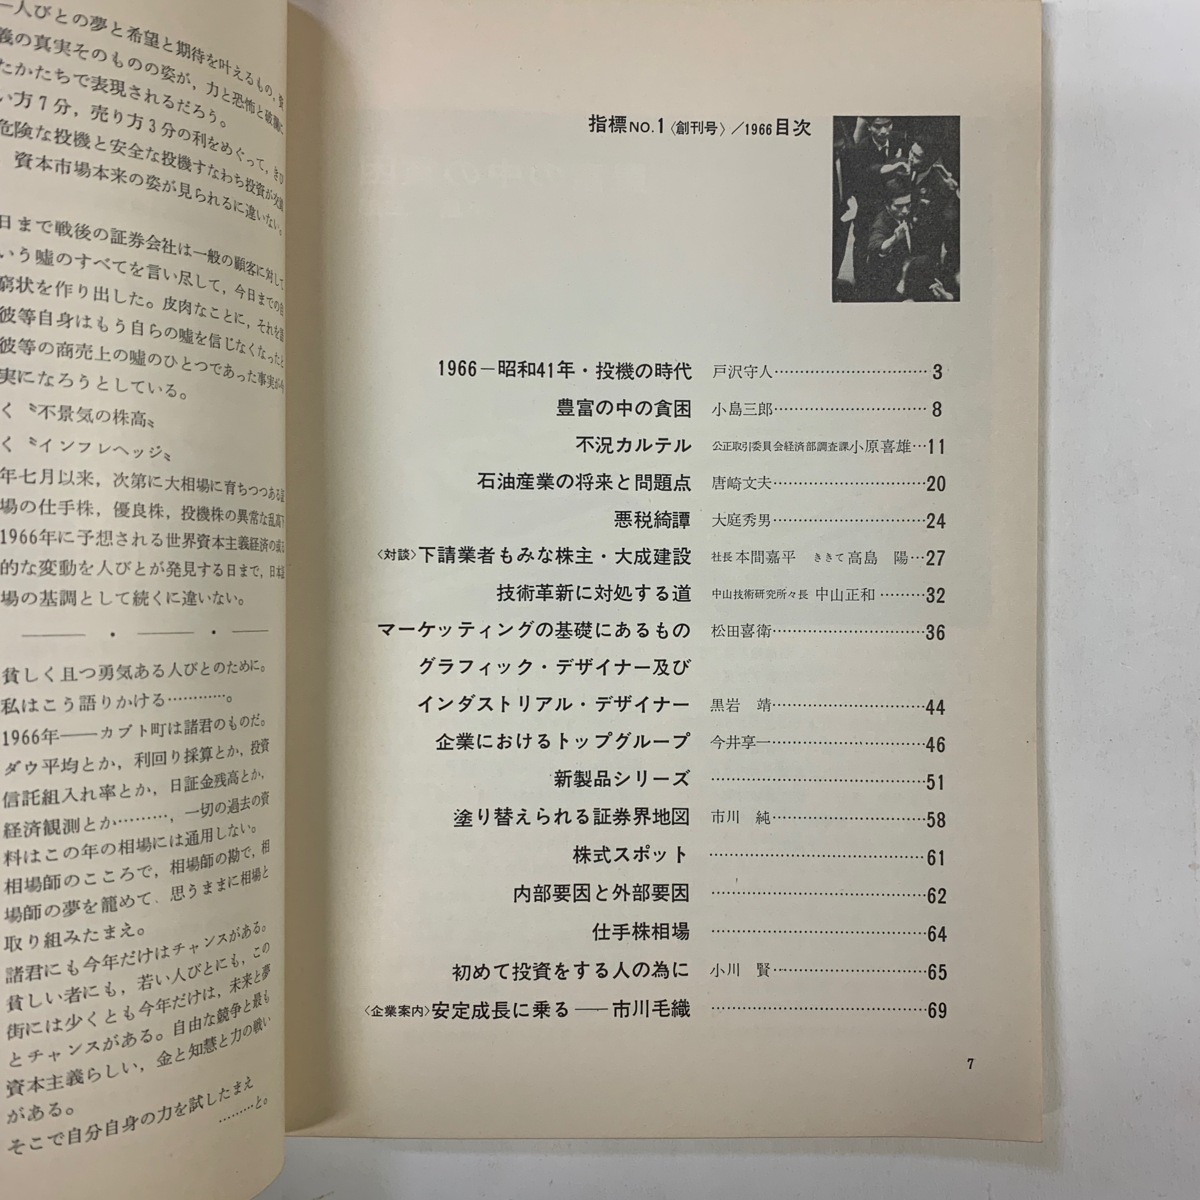 一人びとの夢と希望と期待を叶えるもの，資
義の真実そのものの姿が，力と恐怖と破壊に
たかたちで表現されるだろう。
い方7分，売り方3分の利をめぐって，きび
危険な投機と安全な投機すなわち投資が交錯
資本市場本来の姿が見られるに違いない。
日まで戦後の証券会社は一般の顧客に対して
いう嘘のすべてを言い尽して，今日までの
窮状を作り出した。皮肉なことに，それを
彼等自身はもう自らの嘘を信じなくなったと
彼等の商売上の嘘のひとつであった事実が今
実になろうとしている。
く〝不景気の株高〟
く〝インフレヘッジ〟
年七月以来，次第に大相場に育ちつつある
場の仕手株，優良株，投機株の異常な乱高下
1966年に予想される世界資本主義経済の或る
的な変動を人びとが発見する日まで，日本
場の基調として続くに違いない。
貧しく且つ勇気ある人びとのために。
私はこう語りかける…………。
1966年――カブト町は諸君のものだ。
ダウ平均とか，利回り採算とか，投資
信託組入れ率とか，日証金残高とか，
経済観測とか………，一切の過去の資
料はこの年の相場には通用しない。
相場師のこころで，相場師の勘で，相
場師の夢を籠めて、思うままに相場と
取り組みたまえ。
諸君にも今年だけはチャンスがある。
貧しい者にも，若い人びとにも，この
街には少くとも今年だけは，未来と夢
とチャンスがある。自由な競争と最も
資本主義らしい，金と知慧と力の戦い
がある。
そこで自分自身の力を試したまえ
………と。
指標NO.1〈創刊号〉／1966目次
1966－昭和41年・投機の時代 戸沢守人…………………………3
豊富の中の貧困 小島三郎…………………………8
不況カルテル 公正取引委員会経済部調査課小原喜雄…11
石油産業の将来と問題点 唐崎文夫…………………………20
悪税綺譚 大庭秀男…………………………24
〈対談〉下請業者もみな株主・大成建設 社長 本間嘉平 ききて 高島 陽…27
技術革新に対処する道 中山技術研究所々長 中山正和………32
マーケッティングの基礎にあるもの 松田喜衛…………………………36
グラフィック・デザイナー及び
インダストリアル・デザイナー 黒岩 靖…………………………44
企業におけるトップグループ 今井享一…………………………46
新製品シリーズ …………………………………51
塗り替えられる証券界地図 市川 純…………………………58
株式スポット …………………………………61
内部要因と外部要因 …………………………………62
仕手株相場 …………………………………64
初めて投資をする人の為に 小川 賢…………………………65
〈企業案内〉安定成長に乗る――市川毛織 …………………………………69
7